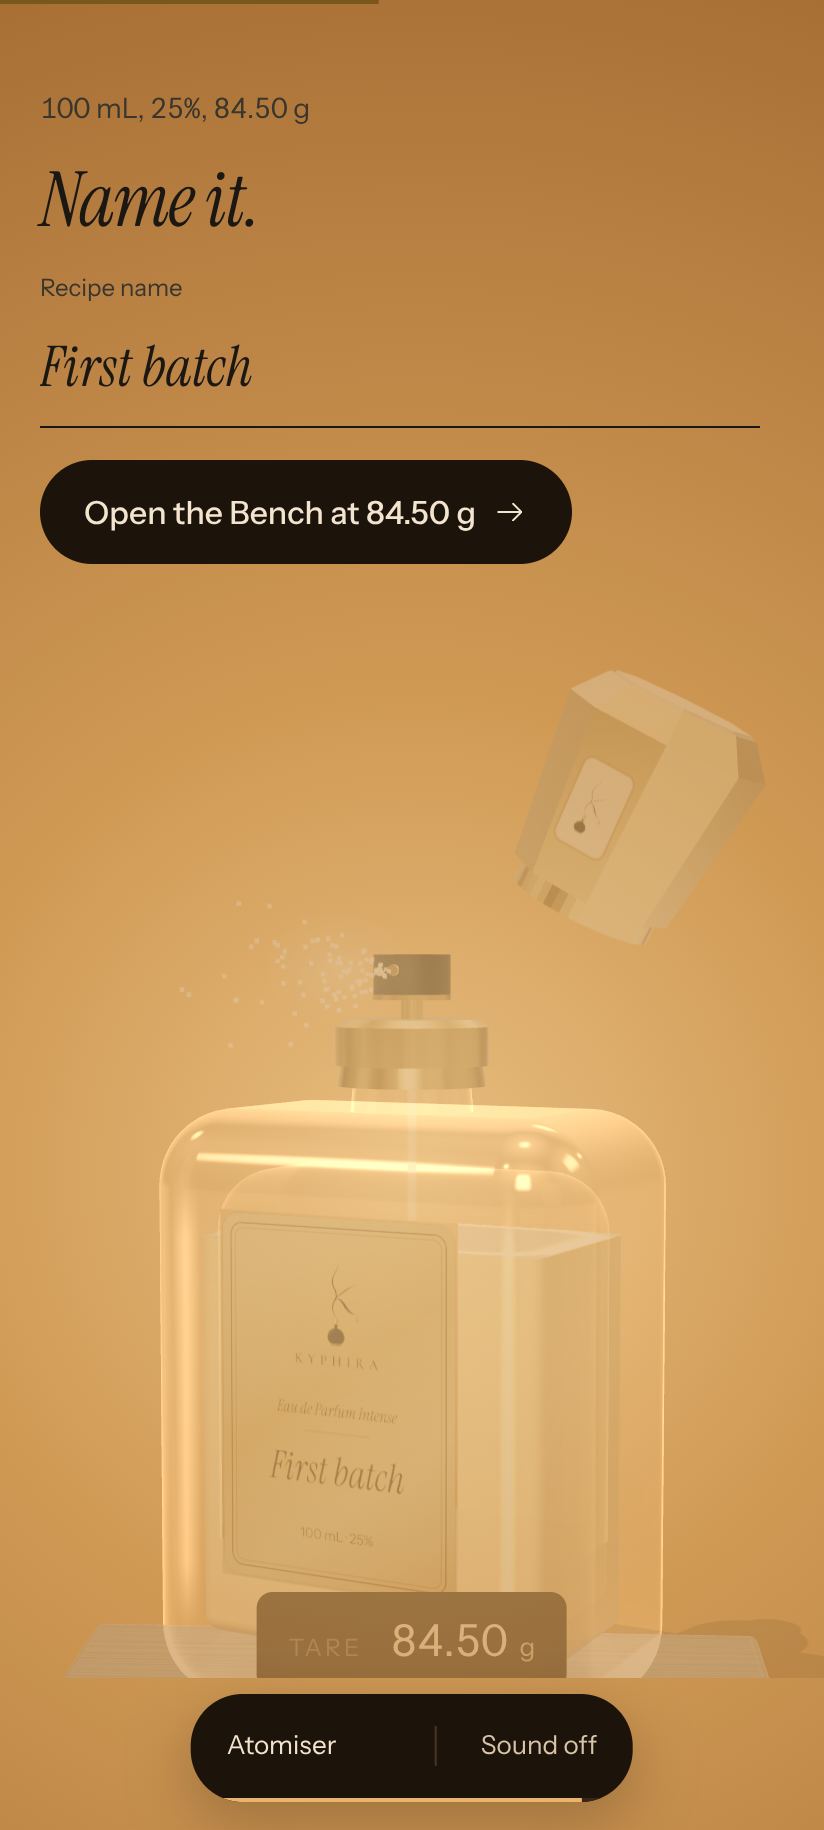 100 mL, 25%, 84.50 g
Name it.
Recipe name
First batch
Open the Bench at 84.50 g →
KYPHIRA
Eau de Parfum Intense
First batch
100 mL · 25%
TARE 84.50 g
Atomiser
Sound off